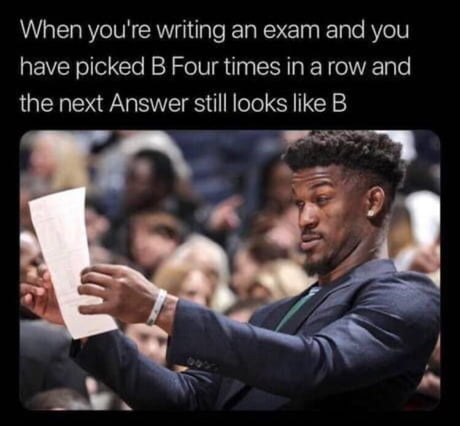 When you're writing an exam and you
have picked B Four times in a row and
the next Answer still looks like B